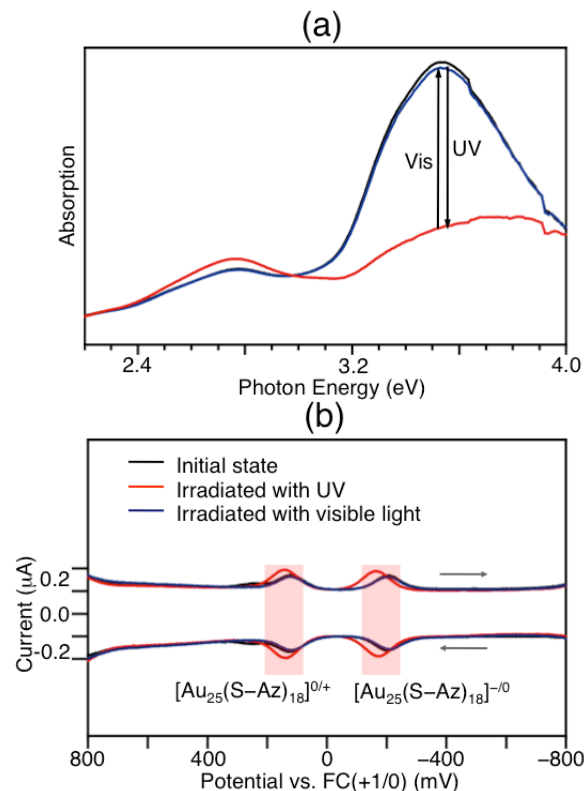 (a)
Absorption
Vis
UV
2.4
3.2
4.0
Photon Energy (eV)
(b)
Initial state
Irradiated with UV
Irradiated with visible light
Current (µA)
0.2
0.0
-0.2
[Au25(S−Az)18]0/+
[Au25(S−Az)18]−/0
800
400
0
−400
−800
Potential vs. FC(+1/0) (mV)